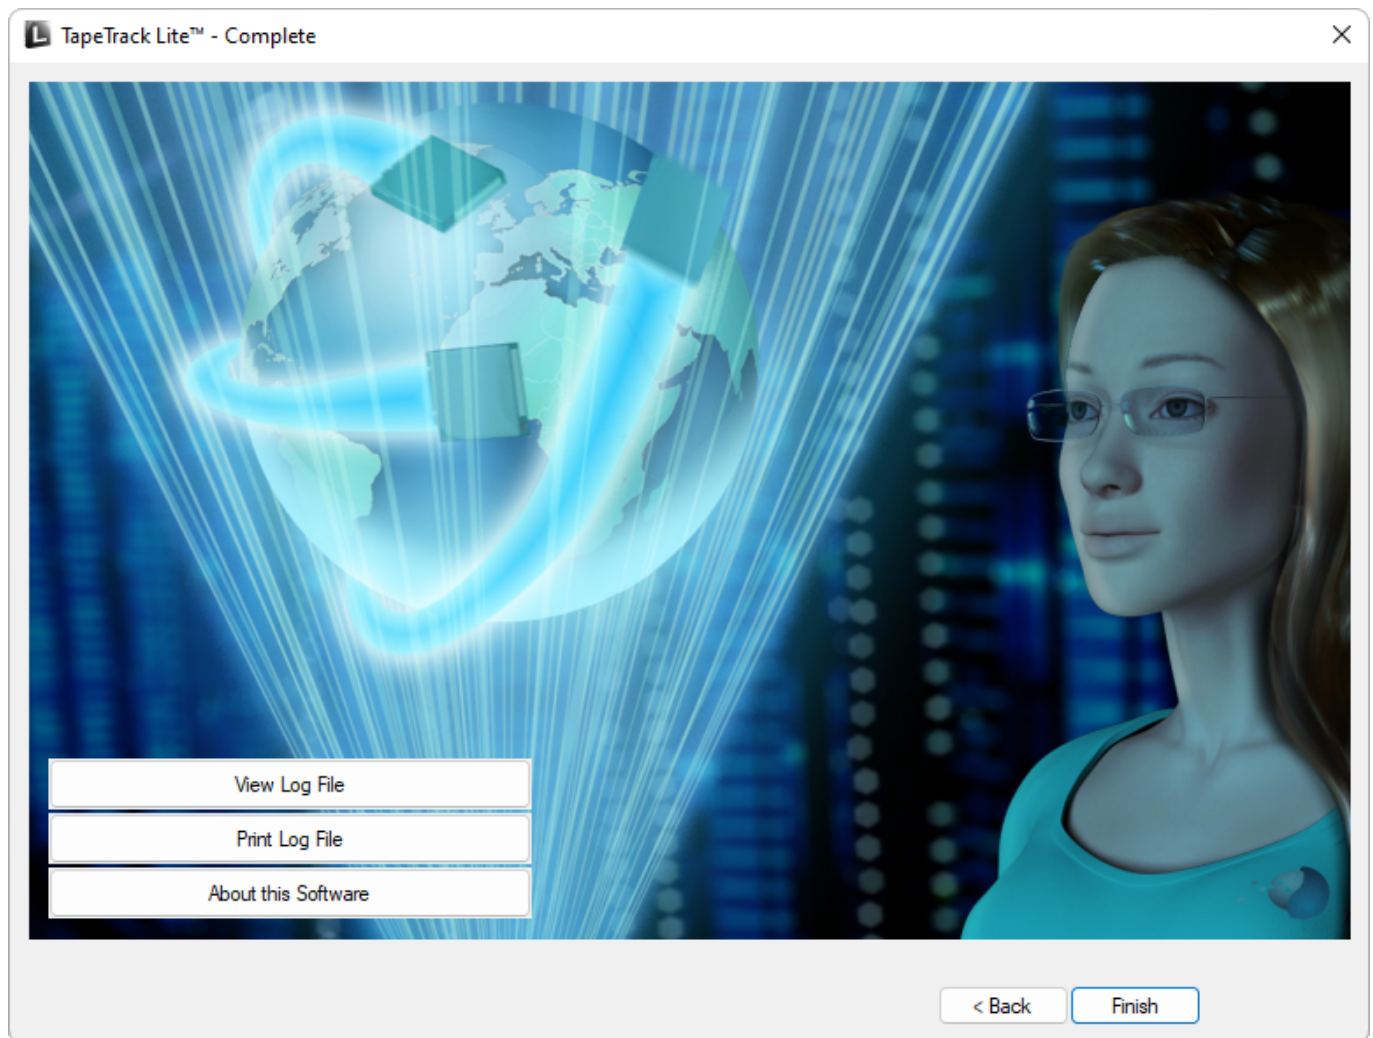 TapeTrack Lite™ - Complete
View Log File
Print Log File
About this Software
< Back
Finish